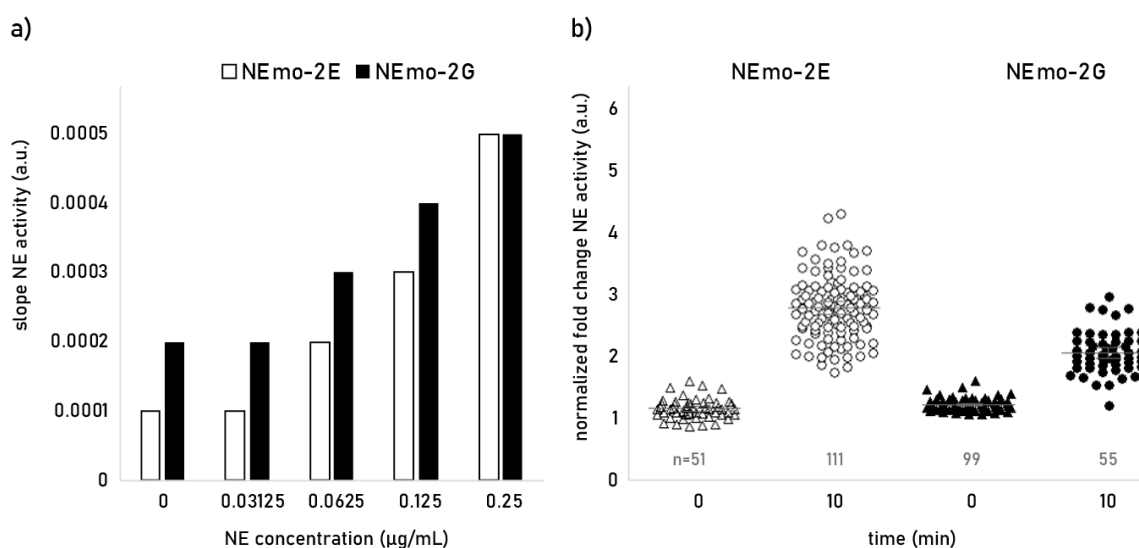 a)
NEmo-2E NEmo-2G
slope NE activity (a.u.)
0.0005
0.0004
0.0003
0.0002
0.0001
0
0 0.03125 0.0625 0.125 0.25
NE concentration (µg/mL)
b)
NEmo-2E NEmo-2G
normalized fold change NE activity (a.u.)
6
5
4
3
2
1
0
n=51 111 99 55
0 10 0 10
time (min)